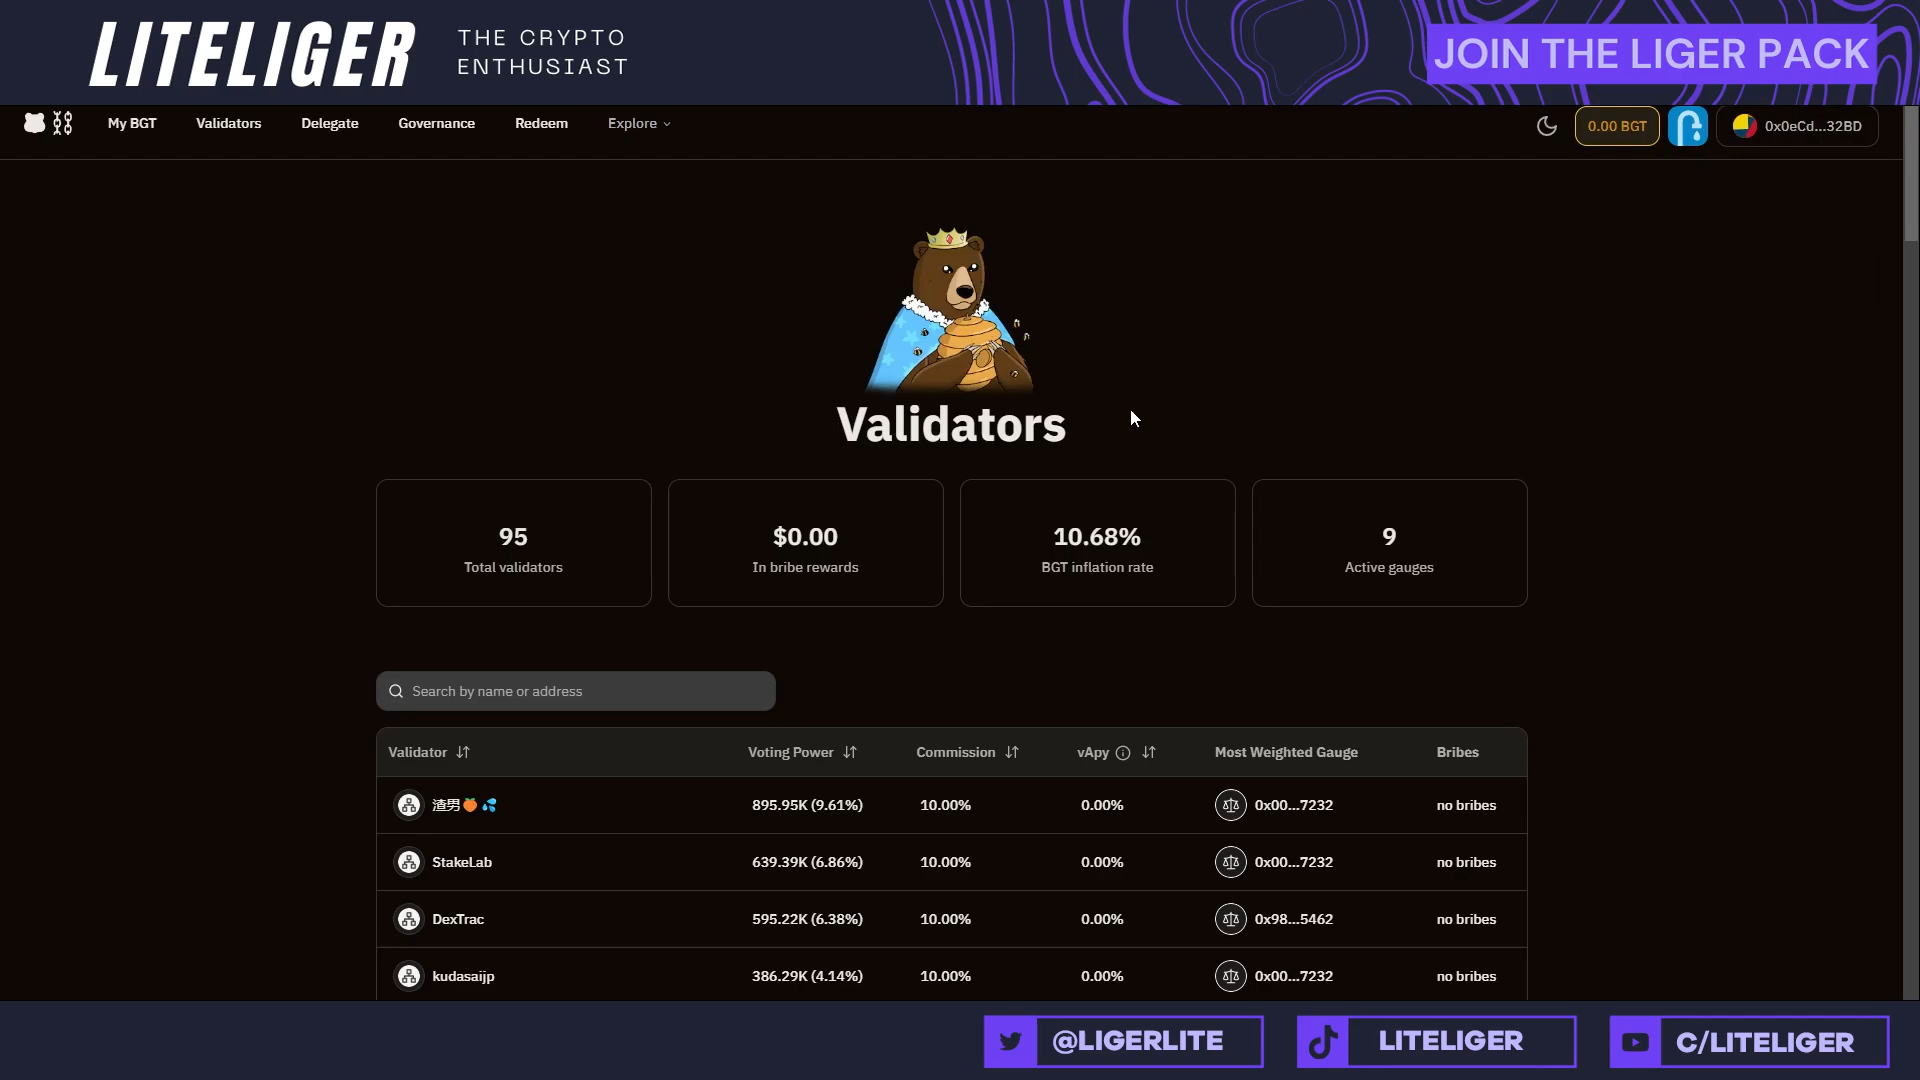 LITELIGER
THE CRYPTO
ENTHUSIAST
JOIN THE LIGER PACK
My BGT Validators Delegate Governance Redeem Explore 0.00 BGT 0x0eCd...32BD
Validators
95 $0.00 10.68% 9
Total validators In bribe rewards BGT inflation rate Active gauges
Search by name or address
Validator Voting Power Commission vApy Most Weighted Gauge Bribes
渣男🍑💦 895.95K (9.61%) 10.00% 0.00% 0x00...7232 no bribes
StakeLab 639.39K (6.86%) 10.00% 0.00% 0x00...7232 no bribes
DexTrac 595.22K (6.38%) 10.00% 0.00% 0x98...5462 no bribes
kudasaijp 386.29K (4.14%) 10.00% 0.00% 0x00...7232 no bribes
@LIGERLITE LITELIGER C/LITELIGER